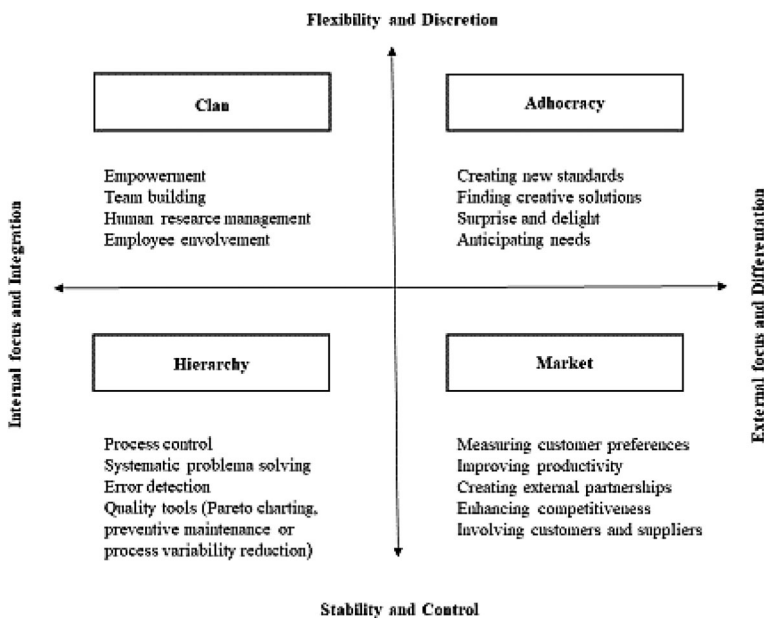 Flexibility and Discretion
Clan
Empowerment
Team building
Human researce management
Employee envolvement
Adhocracy
Creating new standards
Finding creative solutions
Surprise and delight
Anticipating needs
Internal focus and Integration
External focus and Differentation
Hierarchy
Process control
Systematic problema solving
Error detection
Quality tools (Pareto charting,
preventive maintenance or
process variability reduction)
Market
Measuring customer preferences
Improving productivity
Creating external partnerships
Enhancing competitiveness
Involving customers and suppliers
Stability and Control